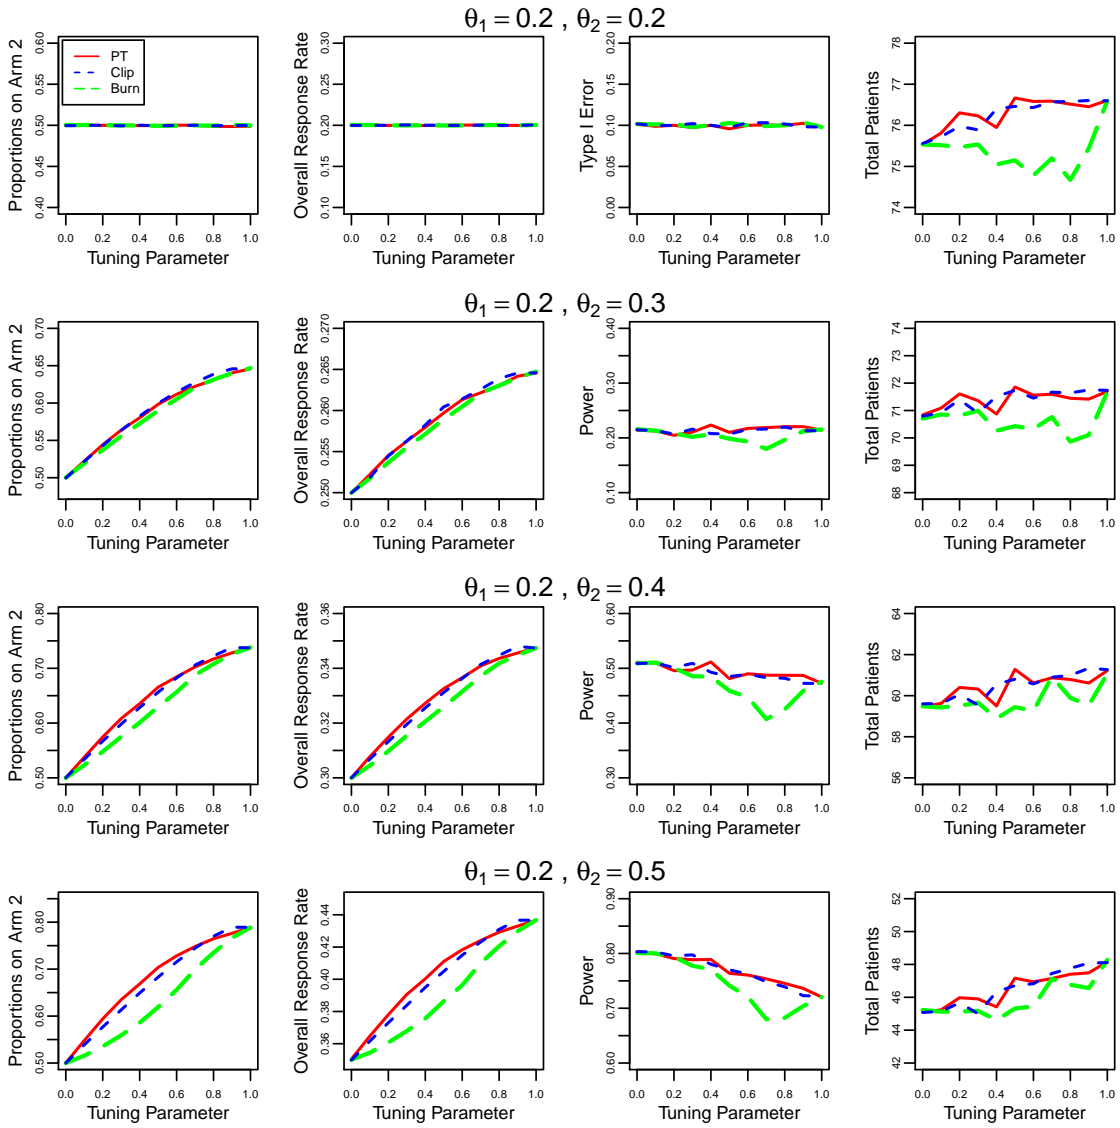 θ1 = 0.2 , θ2 = 0.2
Proportions on Arm 2
0.40 0.45 0.50 0.55 0.60
PT
Clip
Burn
0.0 0.2 0.4 0.6 0.8 1.0
Tuning Parameter
Overall Response Rate
0.10 0.15 0.20 0.25 0.30
0.0 0.2 0.4 0.6 0.8 1.0
Tuning Parameter
Type I Error
0.00 0.05 0.10 0.15 0.20
0.0 0.2 0.4 0.6 0.8 1.0
Tuning Parameter
Total Patients
74 75 76 77 78
0.0 0.2 0.4 0.6 0.8 1.0
Tuning Parameter
θ1 = 0.2 , θ2 = 0.3
Proportions on Arm 2
0.50 0.55 0.60 0.65 0.70
0.0 0.2 0.4 0.6 0.8 1.0
Tuning Parameter
Overall Response Rate
0.250 0.255 0.260 0.265 0.270
0.0 0.2 0.4 0.6 0.8 1.0
Tuning Parameter
Power
0.10 0.20 0.30 0.40
0.0 0.2 0.4 0.6 0.8 1.0
Tuning Parameter
Total Patients
68 69 70 71 72 73 74
0.0 0.2 0.4 0.6 0.8 1.0
Tuning Parameter
θ1 = 0.2 , θ2 = 0.4
Proportions on Arm 2
0.50 0.60 0.70 0.80
0.0 0.2 0.4 0.6 0.8 1.0
Tuning Parameter
Overall Response Rate
0.30 0.32 0.34 0.36
0.0 0.2 0.4 0.6 0.8 1.0
Tuning Parameter
Power
0.30 0.40 0.50 0.60
0.0 0.2 0.4 0.6 0.8 1.0
Tuning Parameter
Total Patients
56 58 60 62 64
0.0 0.2 0.4 0.6 0.8 1.0
Tuning Parameter
θ1 = 0.2 , θ2 = 0.5
Proportions on Arm 2
0.50 0.60 0.70 0.80
0.0 0.2 0.4 0.6 0.8 1.0
Tuning Parameter
Overall Response Rate
0.36 0.38 0.40 0.42 0.44
0.0 0.2 0.4 0.6 0.8 1.0
Tuning Parameter
Power
0.60 0.70 0.80 0.90
0.0 0.2 0.4 0.6 0.8 1.0
Tuning Parameter
Total Patients
42 44 46 48 50 52
0.0 0.2 0.4 0.6 0.8 1.0
Tuning Parameter